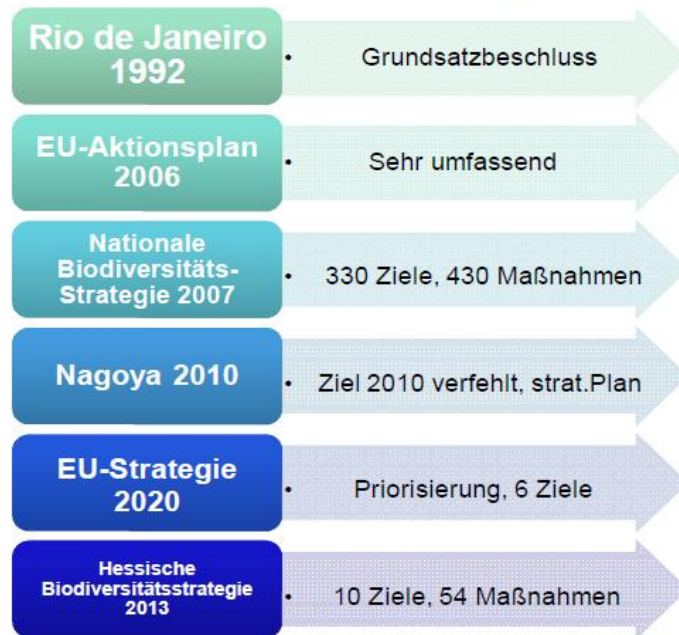 Rio de Janeiro
1992
• Grundsatzbeschluss
EU-Aktionsplan
2006
• Sehr umfassend
Nationale
Biodiversitäts-
Strategie 2007
• 330 Ziele, 430 Maßnahmen
Nagoya 2010
• Ziel 2010 verfehlt, strat.Plan
EU-Strategie
2020
• Priorisierung, 6 Ziele
Hessische
Biodiversitätsstrategie
2013
• 10 Ziele, 54 Maßnahmen